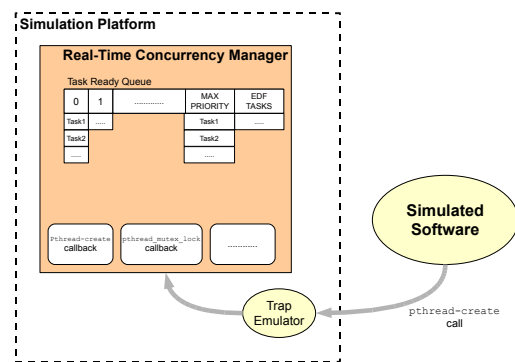 Simulation Platform
Real-Time Concurrency Manager
Task Ready Queue
0
1
............
MAX
PRIORITY
EDF
TASKS
Task1
.....
Task1
.....
Task2
Task2
.....
.....
Simulated
Software
Pthread-create
callback
pthread_mutex_lock
callback
............
Trap
Emulator
pthread-create
call